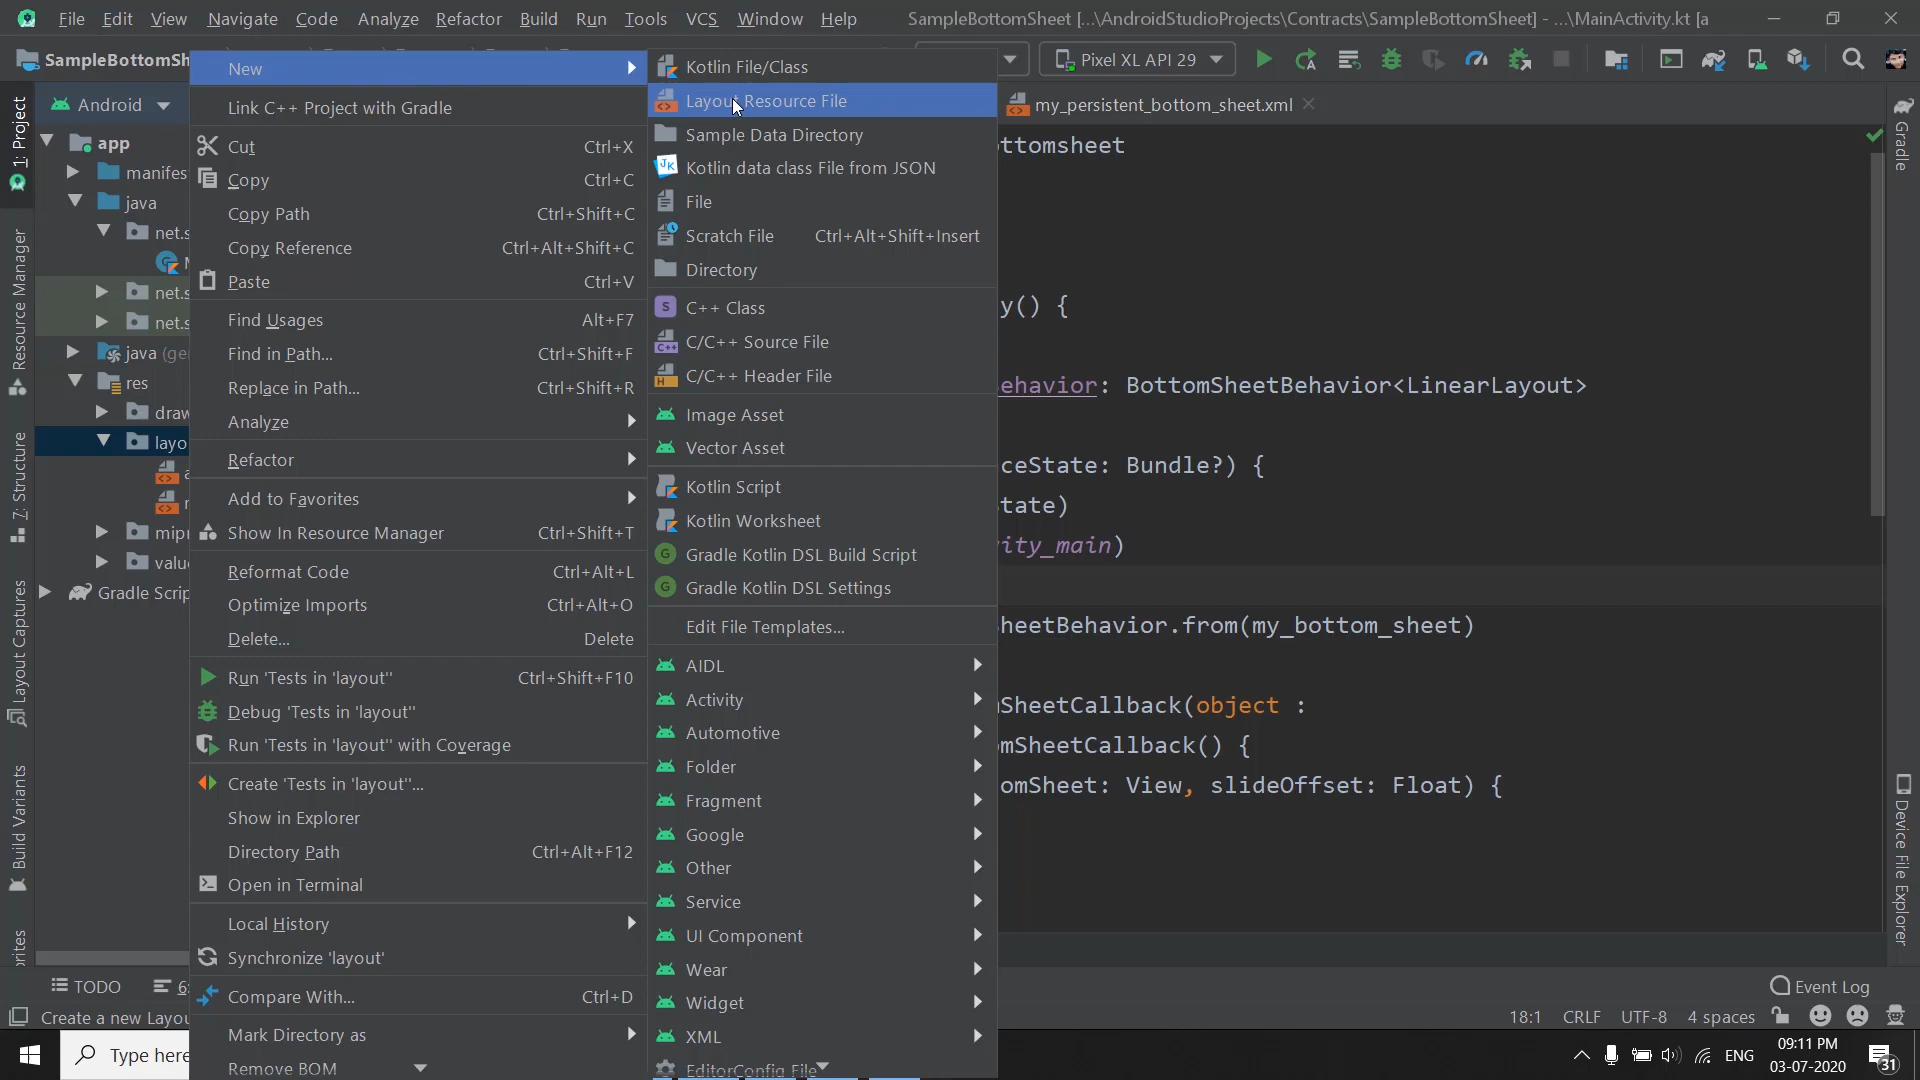 File Edit View Navigate Code Analyze Refactor Build Run Tools VCS Window Help SampleBottomSheet [...\AndroidStudioProjects\Contracts\SampleBottomSheet] - ...\MainActivity.kt [a
SampleBottomSh
Pixel XL API 29
Android
my_persistent_bottom_sheet.xml
1: Project
Resource Manager
Z: Structure
Layout Captures
Build Variants
app
manifes
java
net.s
M
net.s
net.s
java (ge
res
draw
layo
a
mipr
valu
Gradle Scrip
New
Link C++ Project with Gradle
Cut Ctrl+X
Copy Ctrl+C
Copy Path Ctrl+Shift+C
Copy Reference Ctrl+Alt+Shift+C
Paste Ctrl+V
Find Usages Alt+F7
Find in Path... Ctrl+Shift+F
Replace in Path... Ctrl+Shift+R
Analyze
Refactor
Add to Favorites
Show In Resource Manager Ctrl+Shift+T
Reformat Code Ctrl+Alt+L
Optimize Imports Ctrl+Alt+O
Delete... Delete
Run 'Tests in 'layout'' Ctrl+Shift+F10
Debug 'Tests in 'layout''
Run 'Tests in 'layout'' with Coverage
Create 'Tests in 'layout''...
Show in Explorer
Directory Path Ctrl+Alt+F12
Open in Terminal
Local History
Synchronize 'layout'
Compare With... Ctrl+D
Mark Directory as
Remove BOM
Kotlin File/Class
Layout Resource File
Sample Data Directory
Kotlin data class File from JSON
File
Scratch File Ctrl+Alt+Shift+Insert
Directory
C++ Class
C/C++ Source File
C/C++ Header File
Image Asset
Vector Asset
Kotlin Script
Kotlin Worksheet
Gradle Kotlin DSL Build Script
Gradle Kotlin DSL Settings
Edit File Templates...
AIDL
Activity
Automotive
Folder
Fragment
Google
Other
Service
UI Component
Wear
Widget
XML
EditorConfig File
ttomsheet
y() {
ehavior: BottomSheetBehavior<LinearLayout>
ceState: Bundle?) {
tate)
ity_main)
heetBehavior.from(my_bottom_sheet)
SheetCallback(object :
mSheetCallback() {
omSheet: View, slideOffset: Float) {
Gradle
Device File Explorer
TODO 6:
Event Log
Create a new Layou
18:1 CRLF UTF-8 4 spaces
Type here
ENG
09:11 PM
03-07-2020
31